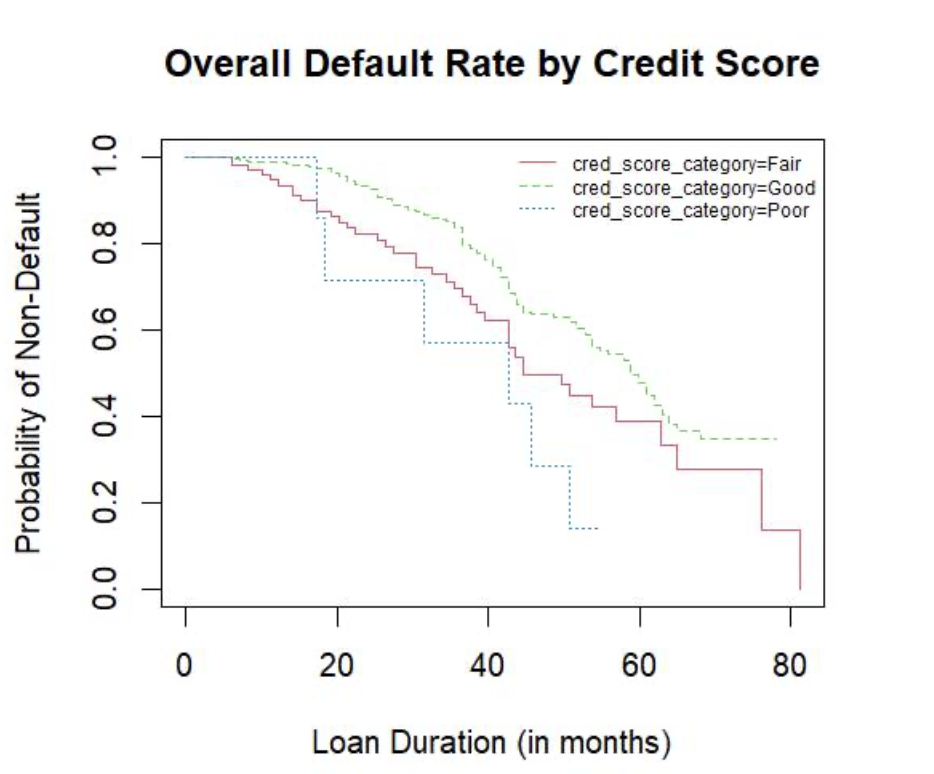 Overall Default Rate by Credit Score
cred_score_category=Fair
cred_score_category=Good
cred_score_category=Poor
Probability of Non-Default
1.0
0.8
0.6
0.4
0.2
0.0
0 20 40 60 80
Loan Duration (in months)